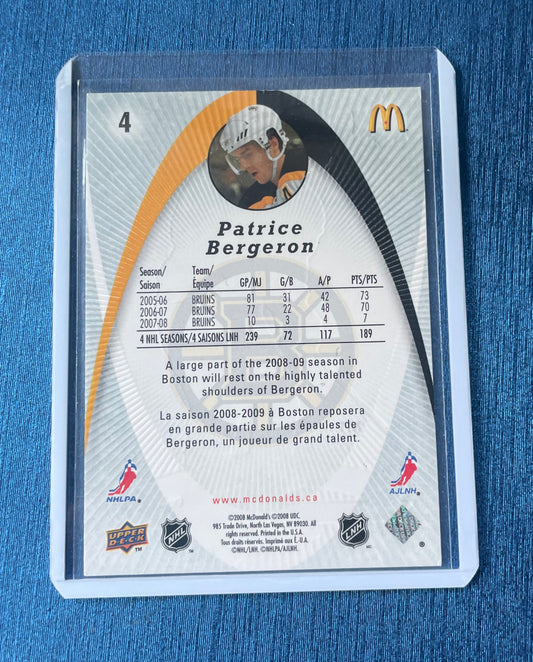 4
Patrice
Bergeron
Season/ Team/
Saison Équipe GP/MJ G/B A/P PTS/PTS
2005-06 BRUINS 81 31 42 73
2006-07 BRUINS 77 22 48 70
2007-08 BRUINS 10 3 4 7
4 NHL SEASONS/4 SAISONS LNH 239 72 117 189
A large part of the 2008-09 season in
Boston will rest on the highly talented
shoulders of Bergeron.
La saison 2008-2009 à Boston reposera
en grande partie sur les épaules de
Bergeron, un joueur de grand talent.
NHLPA® AJLNH®
www.mcdonalds.ca
©2008 McDonald's ©2008 UDC.
985 Trade Drive, North Las Vegas, NV 89030. All
rights reserved. Printed in the U.S.A.
Tous droits réservés. Imprimé aux É.-U.A.
©NHL/LNH. ©NHLPA/AJLNH.
UPPER DECK TM NHL TM LNH MC ®